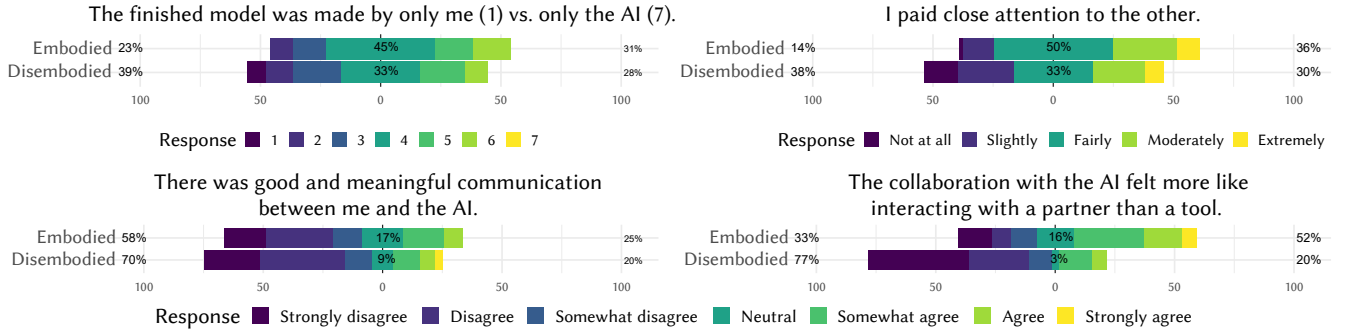 The finished model was made by only me (1) vs. only the AI (7).
Embodied 23% 45% 31%
Disembodied 39% 33% 28%
100 50 0 50 100
Response 1 2 3 4 5 6 7
I paid close attention to the other.
14% 50% 36%
38% 33% 30%
100 50 0 50 100
Response Not at all Slightly Fairly Moderately Extremely
There was good and meaningful communication
between me and the AI.
Embodied 58% 17% 25%
Disembodied 70% 9% 20%
100 50 0 50 100
The collaboration with the AI felt more like
interacting with a partner than a tool.
Embodied 33% 16% 52%
Disembodied 77% 3% 20%
100 50 0 50 100
Response Strongly disagree Disagree Somewhat disagree Neutral Somewhat agree Agree Strongly agree